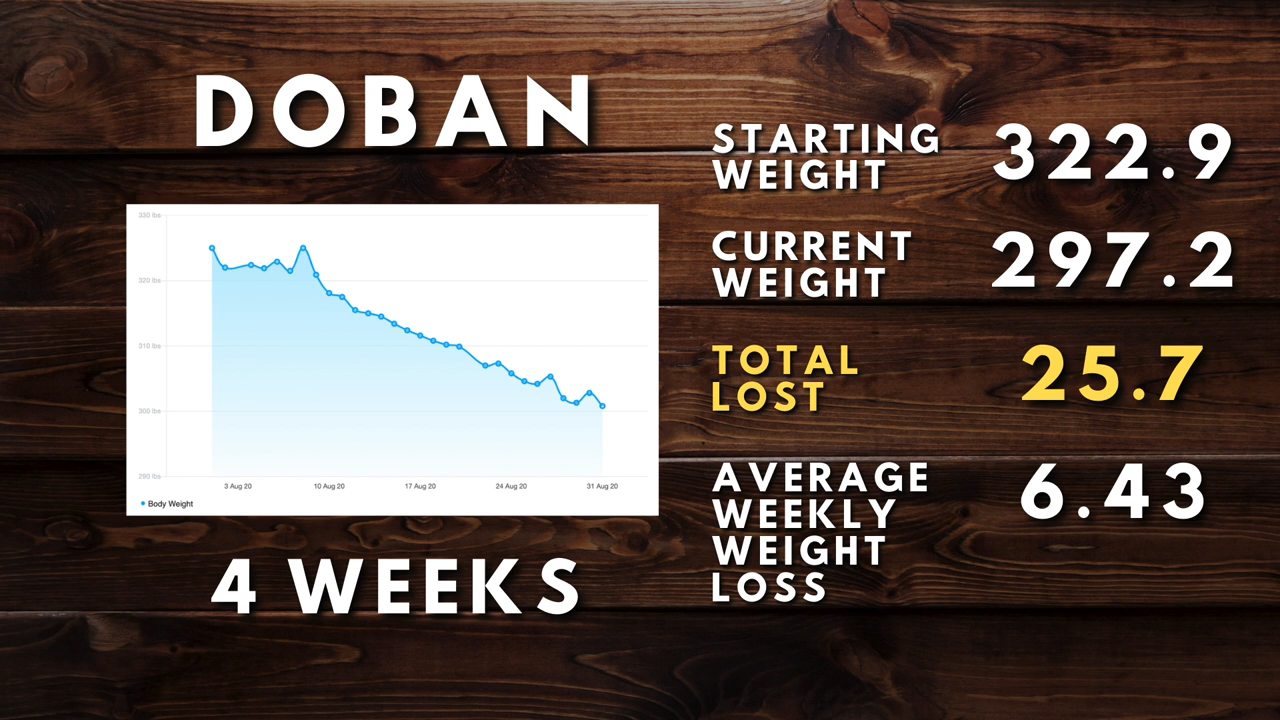 DOBAN
330 lbs
320 lbs
310 lbs
300 lbs
290 lbs
3 Aug 20
10 Aug 20
17 Aug 20
24 Aug 20
31 Aug 20
Body Weight
4 WEEKS
STARTING
WEIGHT
322.9
CURRENT
WEIGHT
297.2
TOTAL
LOST
25.7
AVERAGE
WEEKLY
WEIGHT
LOSS
6.43